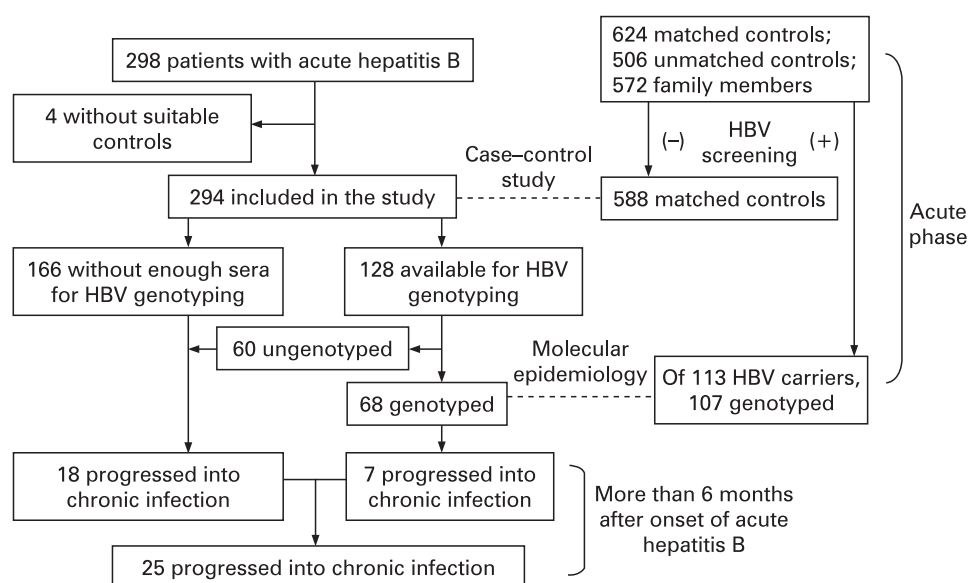 298 patients with acute hepatitis B
624 matched controls;
506 unmatched controls;
572 family members
4 without suitable
controls
(–)
HBV
screening
(+)
Case–control
study
294 included in the study
588 matched controls
Acute
phase
166 without enough sera
for HBV genotyping
128 available for HBV
genotyping
60 ungenotyped
Molecular
epidemiology
Of 113 HBV carriers,
107 genotyped
68 genotyped
18 progressed into
chronic infection
7 progressed into
chronic infection
More than 6 months
after onset of acute
hepatitis B
25 progressed into chronic infection